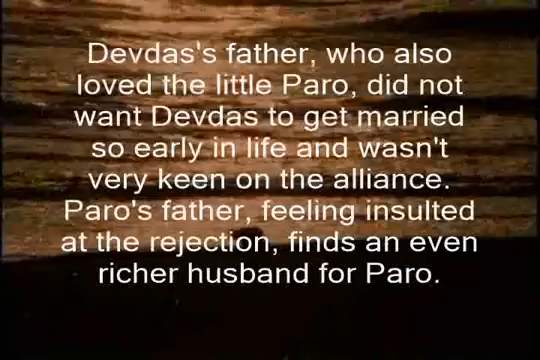 Devdas's father, who also
loved the little Paro, did not
want Devdas to get married
so early in life and wasn't
very keen on the alliance.
Paro's father, feeling insulted
at the rejection, finds an even
richer husband for Paro.